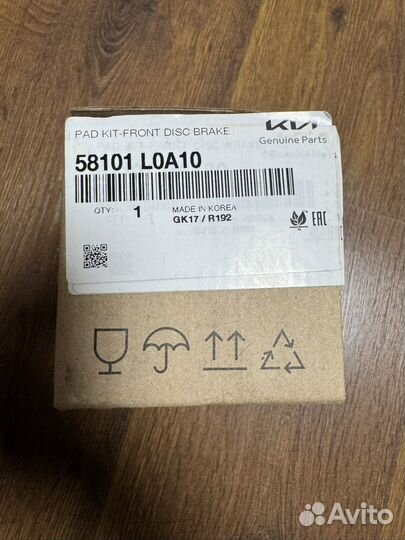 PAD KIT-FRONT DISC BRAKE
KIA
Genuine Parts
58101 L0A10
QTY: 1
MADE IN KOREA
GK17 / R192
EAC
Avito